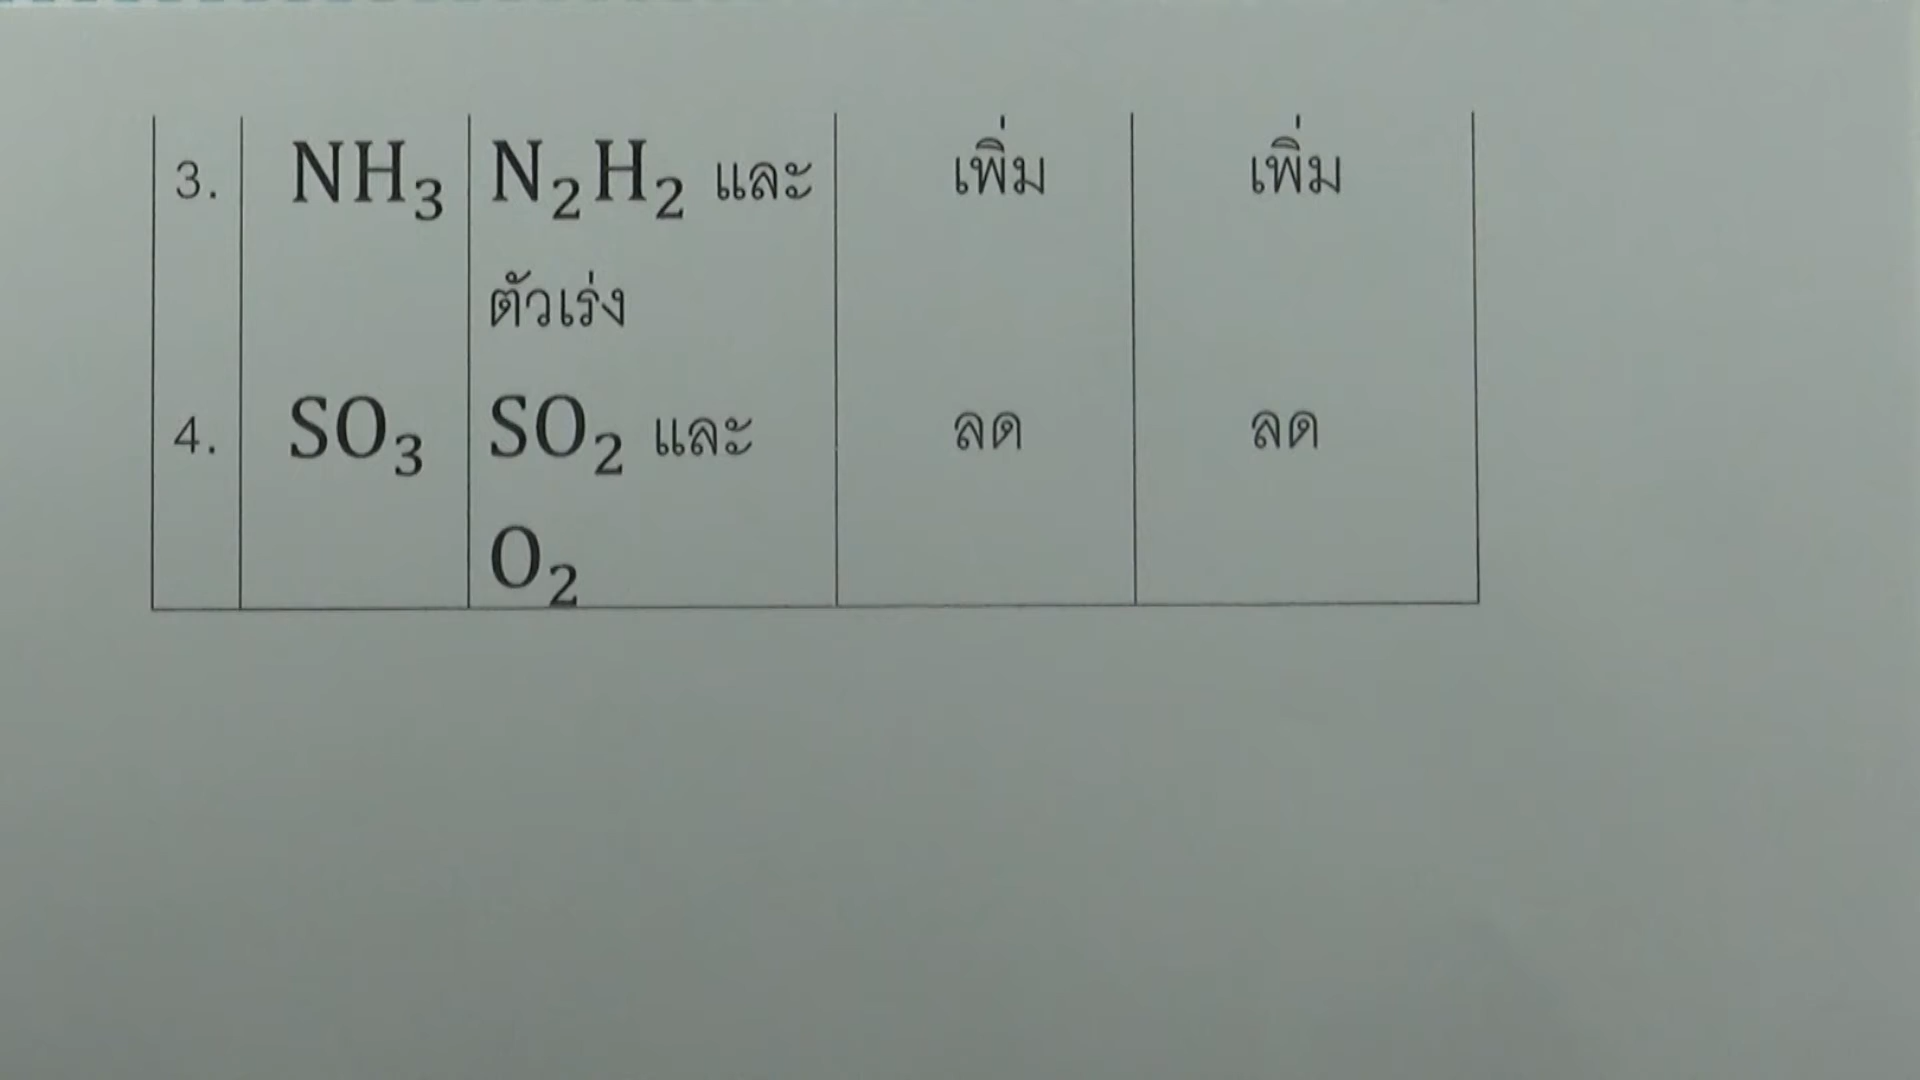 3. NH₃ N₂H₂ และ เพิ่ม เพิ่ม
ตัวเร่ง
4. SO₃ SO₂ และ ลด ลด
O₂